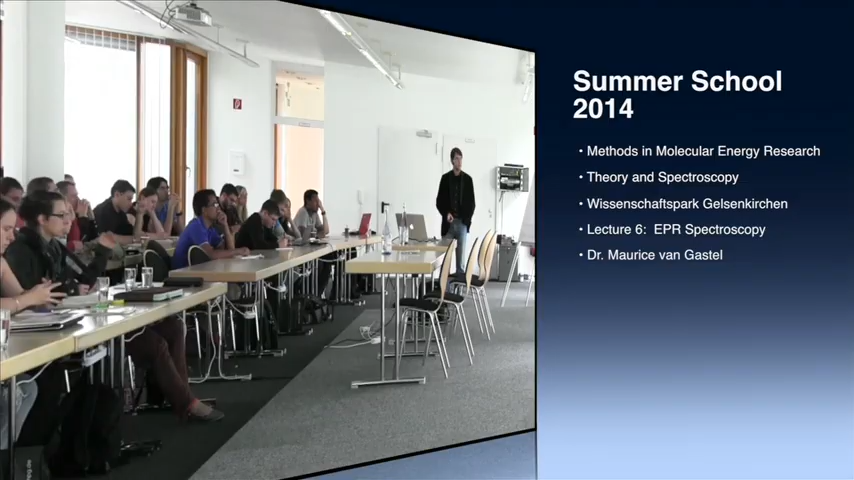 Summer School
2014
• Methods in Molecular Energy Research
• Theory and Spectroscopy
• Wissenschaftspark Gelsenkirchen
• Lecture 6: EPR Spectroscopy
• Dr. Maurice van Gastel